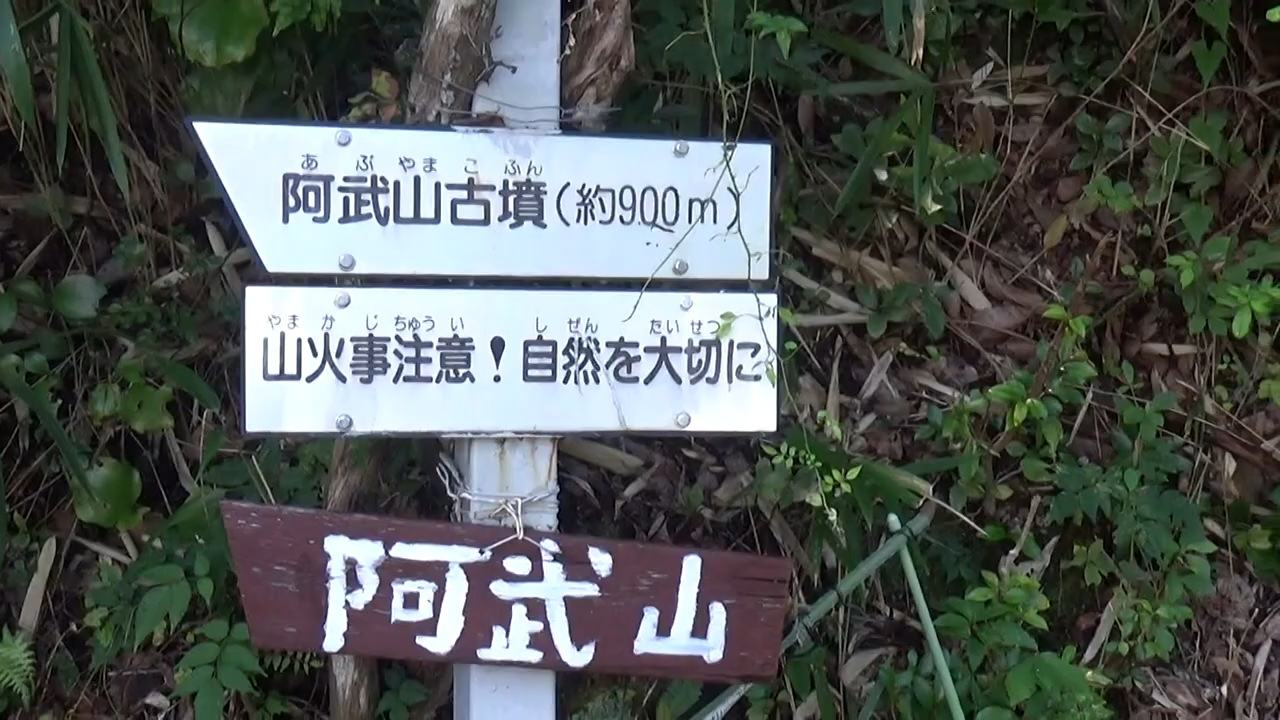 あ ぶ やま こ ふん
阿武山古墳(約900m)
やま か じ ちゅう い し ぜん たい せつ
山火事注意!自然を大切に
阿武山